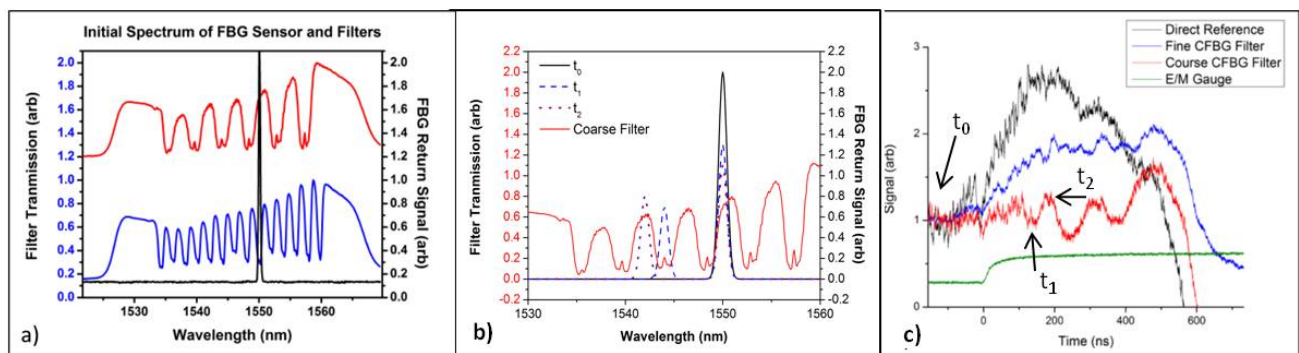 Initial Spectrum of FBG Sensor and Filters
Filter Tranmission (arb)
2.0
1.8
1.6
1.4
1.2
1.0
0.8
0.6
0.4
0.2
0.0
2.0
1.8
1.6
1.4
1.2
1.0
0.8
0.6
0.4
0.2
0.0
FBG Return Signal (arb)
1530 1540 1550 1560
Wavelength (nm)
a)
Filter Transmission (arb)
2.2
2.0
1.8
1.6
1.4
1.2
1.0
0.8
0.6
0.4
0.2
0.0
-0.2
t0
t1
t2
Coarse Filter
2.2
2.0
1.8
1.6
1.4
1.2
1.0
0.8
0.6
0.4
0.2
0.0
-0.2
FBG Return Signal (arb)
1530 1540 1550 1560
Wavelength (nm)
b)
Direct Reference
Fine CFBG Filter
Course CFBG Filter
E/M Gauge
Signal (arb)
3
2
1
0
t0
t2
t1
0 200 400 600
Time (ns)
c)